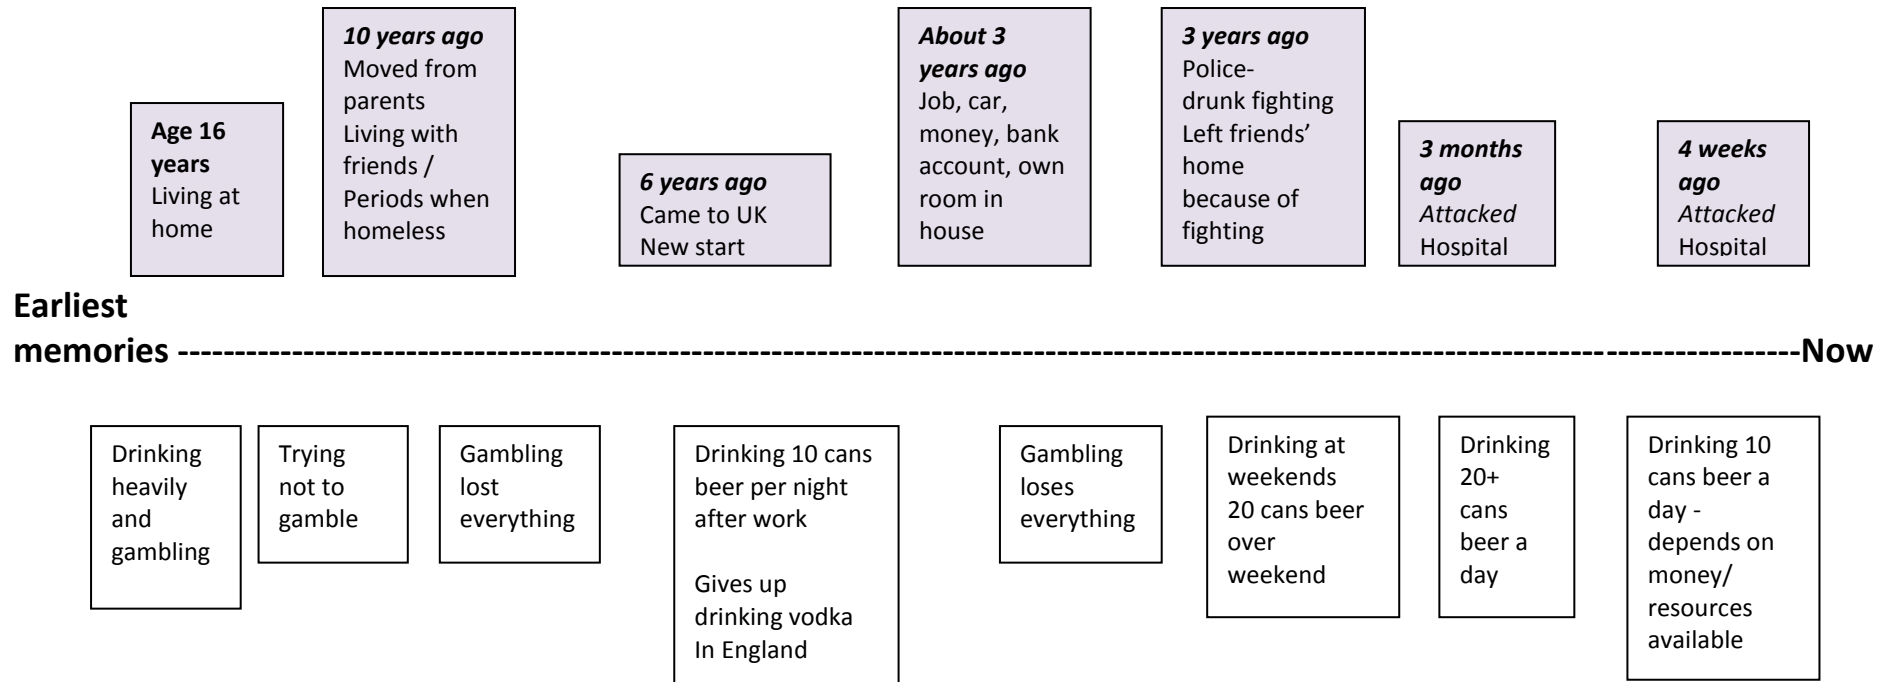 Age 16
years
Living at
home
10 years ago
Moved from
parents
Living with
friends /
Periods when
homeless
6 years ago
Came to UK
New start
About 3
years ago
Job, car,
money, bank
account, own
room in
house
3 years ago
Police-
drunk fighting
Left friends’
home
because of
fighting
3 months
ago
Attacked
Hospital
4 weeks
ago
Attacked
Hospital
Earliest
memories -----------------------------------------------------------------------------------------------------------------------------------------------Now
Drinking
heavily
and
gambling
Trying
not to
gamble
Gambling
lost
everything
Drinking 10 cans
beer per night
after work
Gives up
drinking vodka
In England
Gambling
loses
everything
Drinking at
weekends
20 cans beer
over
weekend
Drinking
20+
cans
beer a
day
Drinking 10
cans beer a
day -
depends on
money/
resources
available